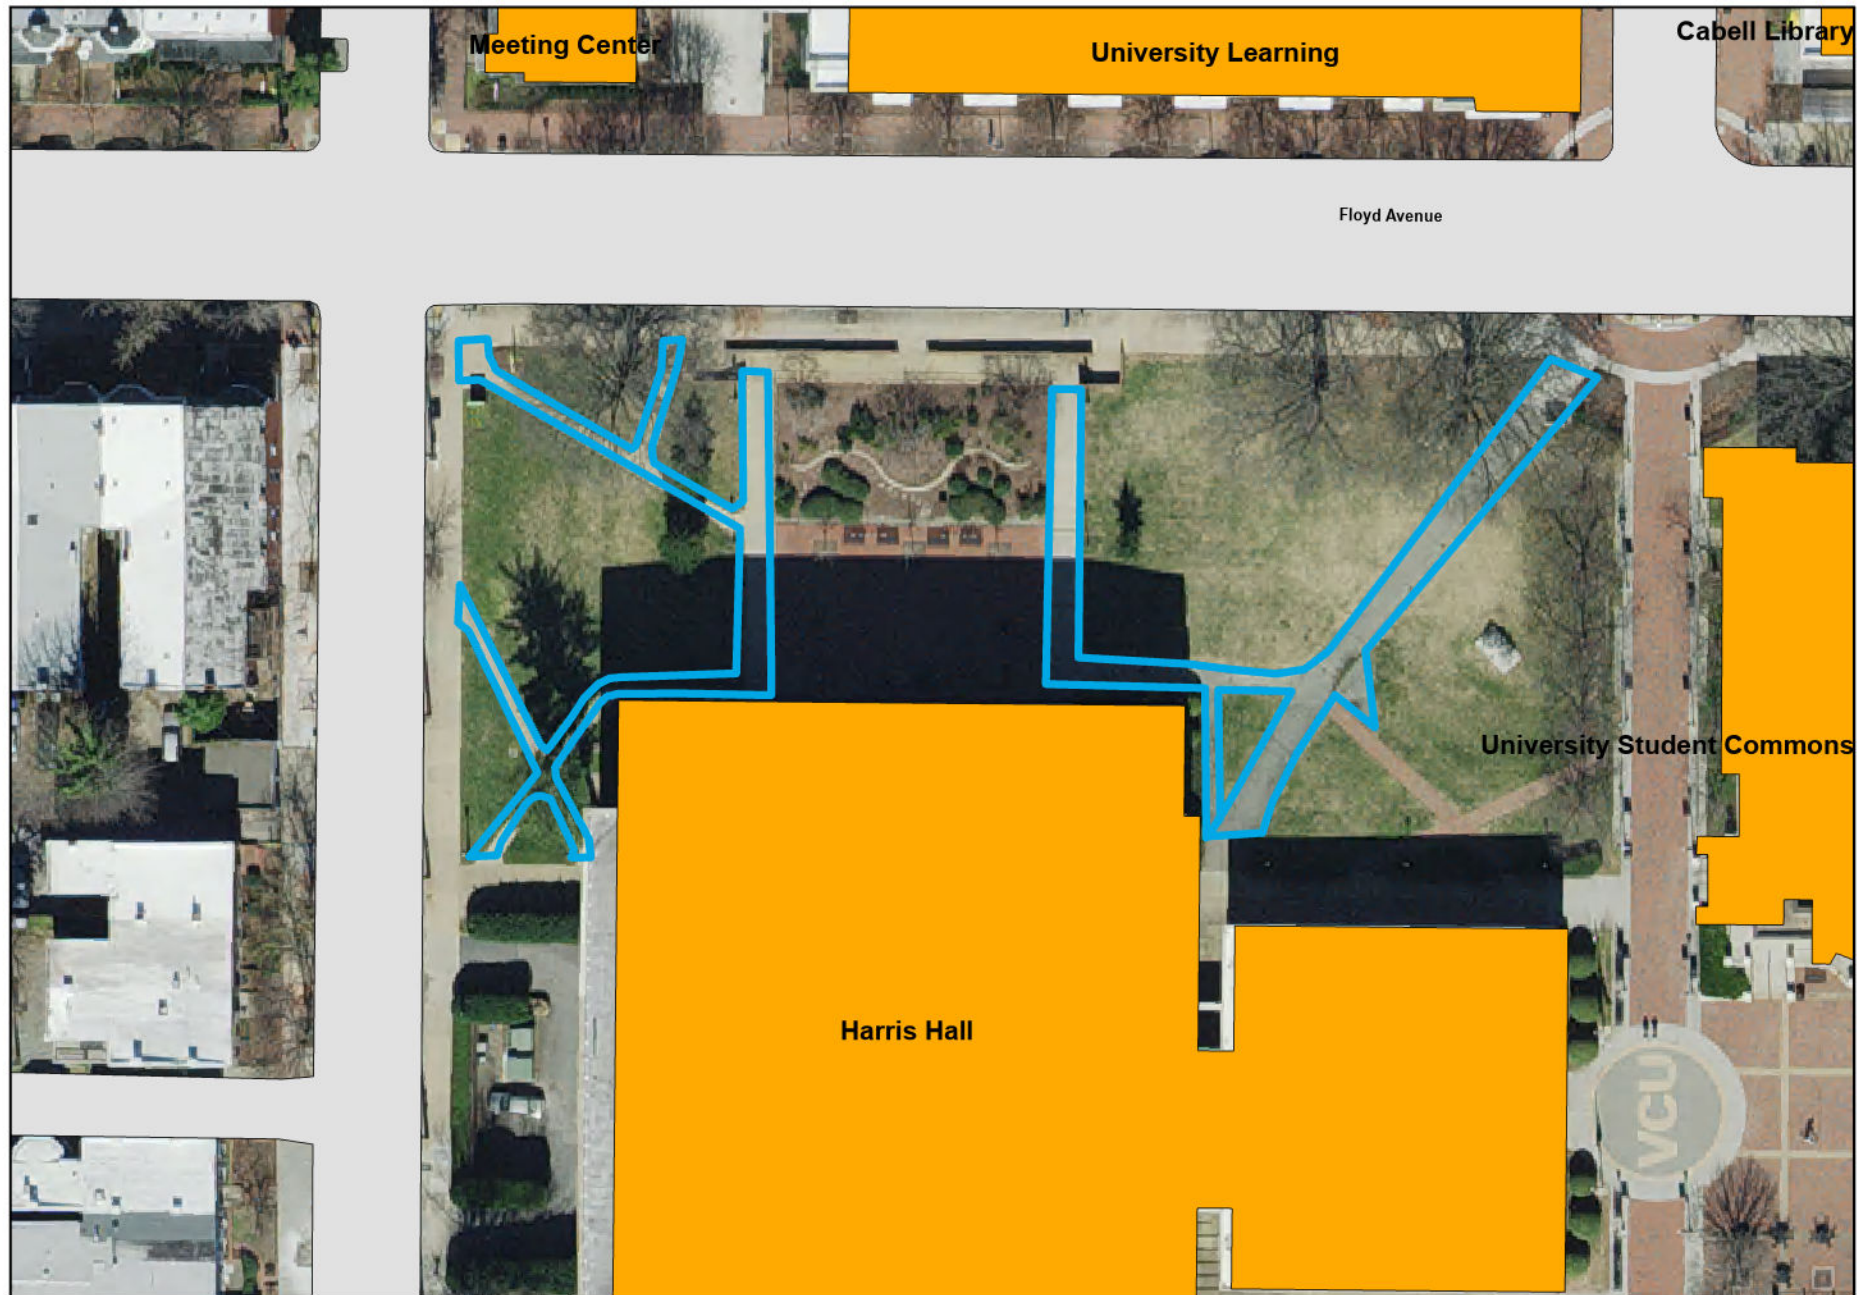 Meeting Center
University Learning
Cabell Library
Floyd Avenue
University Student Commons
Harris Hall
VCU